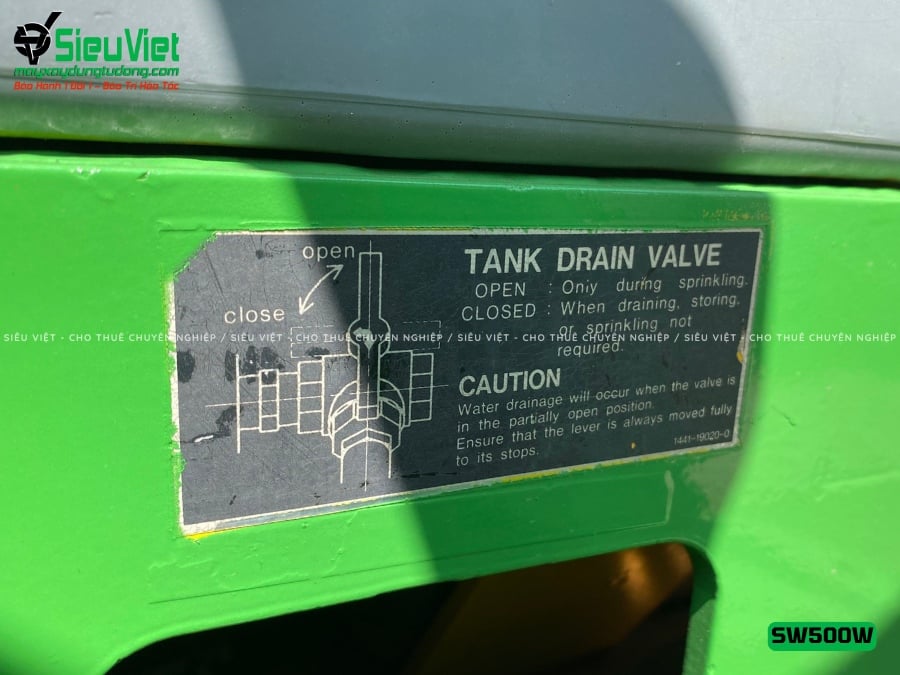 SieuViet
mayxaydungtudong.com
Bảo Hành 1 Đổi 1 - Bảo Trì Hỏa Tốc
open
close
TANK DRAIN VALVE
OPEN : Only during sprinkling.
CLOSED : When draining, storing,
or sprinkling not
required.
SIÊU VIỆT - CHO THUÊ CHUYÊN NGHIỆP / SIÊU VIỆT - CHO THUÊ CHUYÊN NGHIỆP / SIÊU VIỆT - CHO THUÊ CHUYÊN NGHIỆP / SIÊU VIỆT - CHO THUÊ CHUYÊN NGHIỆP
CAUTION
Water drainage will occur when the valve is
in the partially open position.
Ensure that the lever is always moved fully
to its stops.
1441-19020-0
SW500W